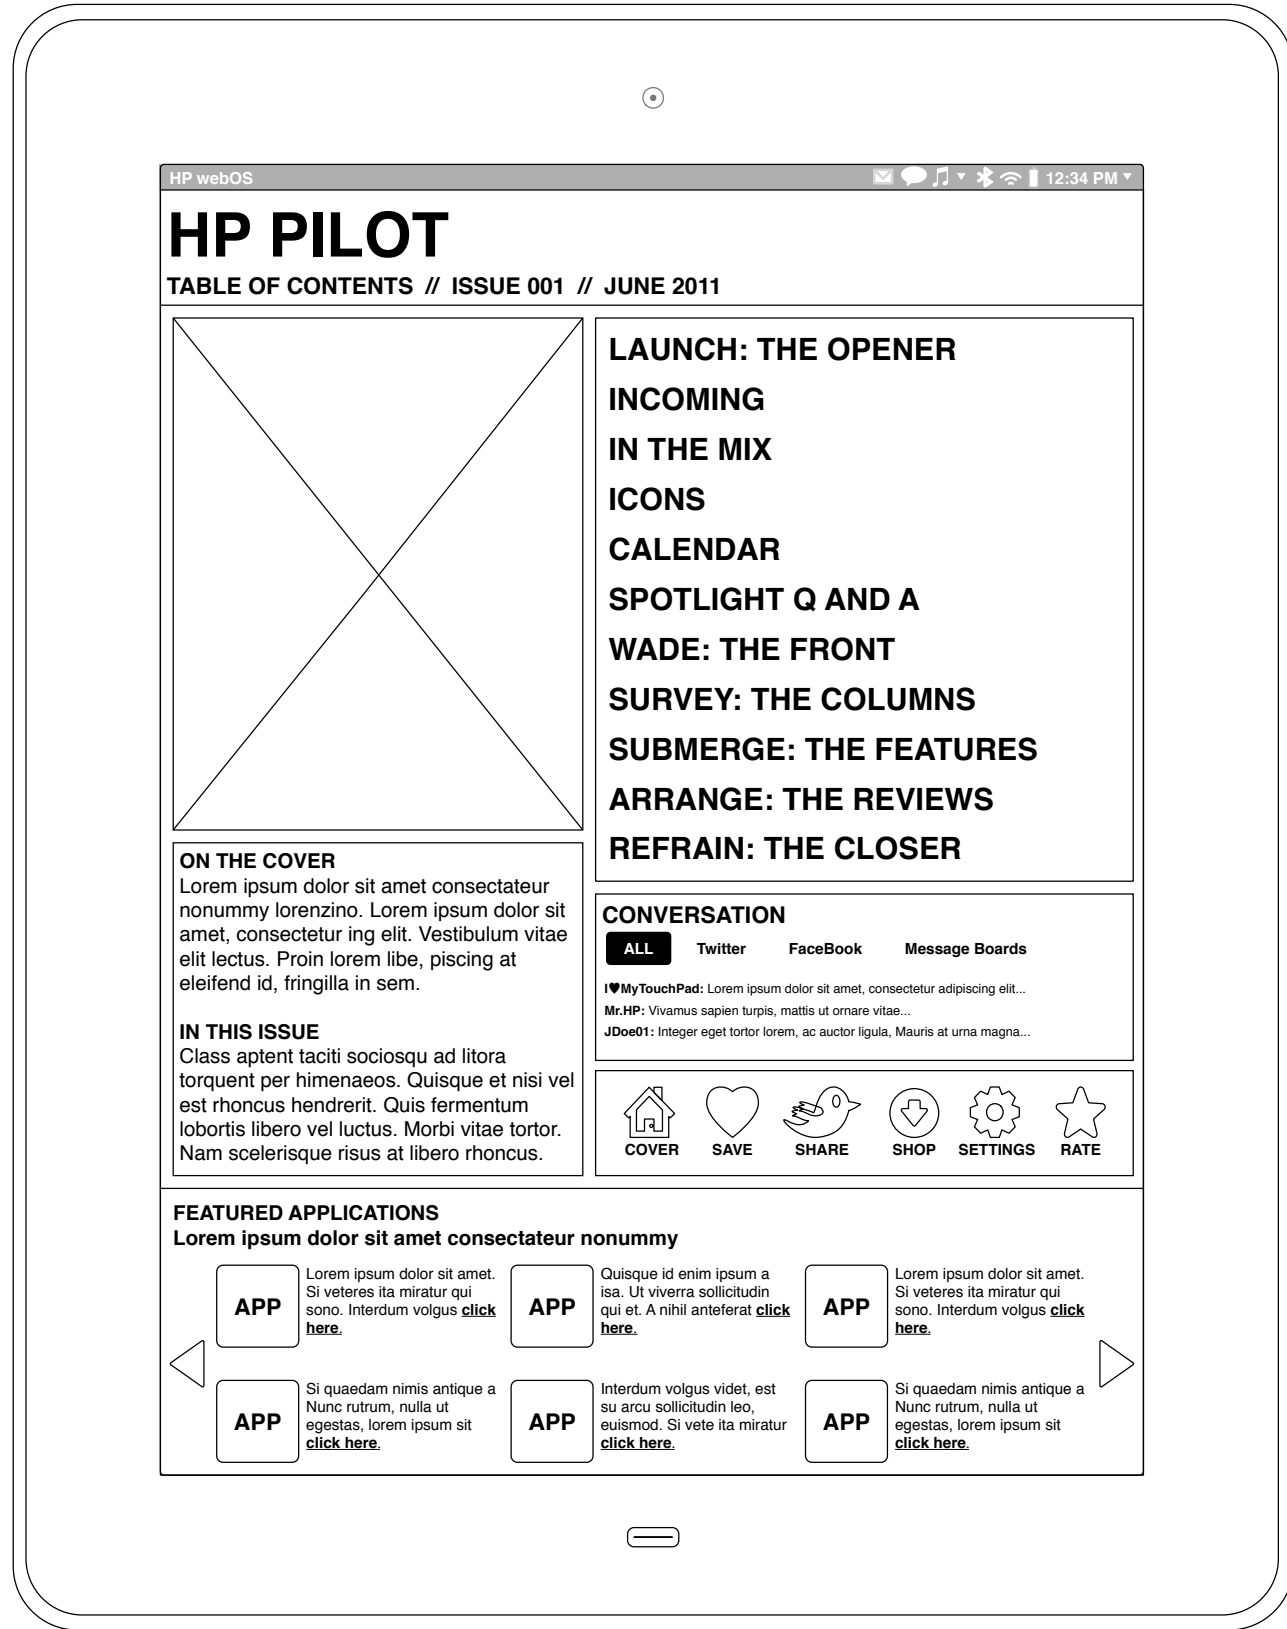 HP webOS
12:34 PM
HP PILOT
TABLE OF CONTENTS // ISSUE 001 // JUNE 2011
LAUNCH: THE OPENER
INCOMING
IN THE MIX
ICONS
CALENDAR
SPOTLIGHT Q AND A
WADE: THE FRONT
SURVEY: THE COLUMNS
SUBMERGE: THE FEATURES
ARRANGE: THE REVIEWS
REFRAIN: THE CLOSER
ON THE COVER
Lorem ipsum dolor sit amet consectateur
nonummy lorenzino. Lorem ipsum dolor sit
amet, consectetur ing elit. Vestibulum vitae
elit lectus. Proin lorem libe, piscing at
eleifend id, fringilla in sem.
IN THIS ISSUE
Class aptent taciti sociosqu ad litora
torquent per himenaeos. Quisque et nisi vel
est rhoncus hendrerit. Quis fermentum
lobortis libero vel luctus. Morbi vitae tortor.
Nam scelerisque risus at libero rhoncus.
CONVERSATION
ALL Twitter FaceBook Message Boards
I♥MyTouchPad: Lorem ipsum dolor sit amet, consectetur adipiscing elit...
Mr.HP: Vivamus sapien turpis, mattis ut ornare vitae...
JDoe01: Integer eget tortor lorem, ac auctor ligula, Mauris at urna magna...
COVER SAVE SHARE SHOP SETTINGS RATE
FEATURED APPLICATIONS
Lorem ipsum dolor sit amet consectateur nonummy
APP
Lorem ipsum dolor sit amet.
Si veteres ita miratur qui
sono. Interdum volgus click
here.
APP
Quisque id enim ipsum a
isa. Ut viverra sollicitudin
qui et. A nihil anteferat click
here.
APP
Lorem ipsum dolor sit amet.
Si veteres ita miratur qui
sono. Interdum volgus click
here.
APP
Si quaedam nimis antique a
Nunc rutrum, nulla ut
egestas, lorem ipsum sit
click here.
APP
Interdum volgus videt, est
su arcu sollicitudin leo,
euismod. Si vete ita miratur
click here.
APP
Si quaedam nimis antique a
Nunc rutrum, nulla ut
egestas, lorem ipsum sit
click here.